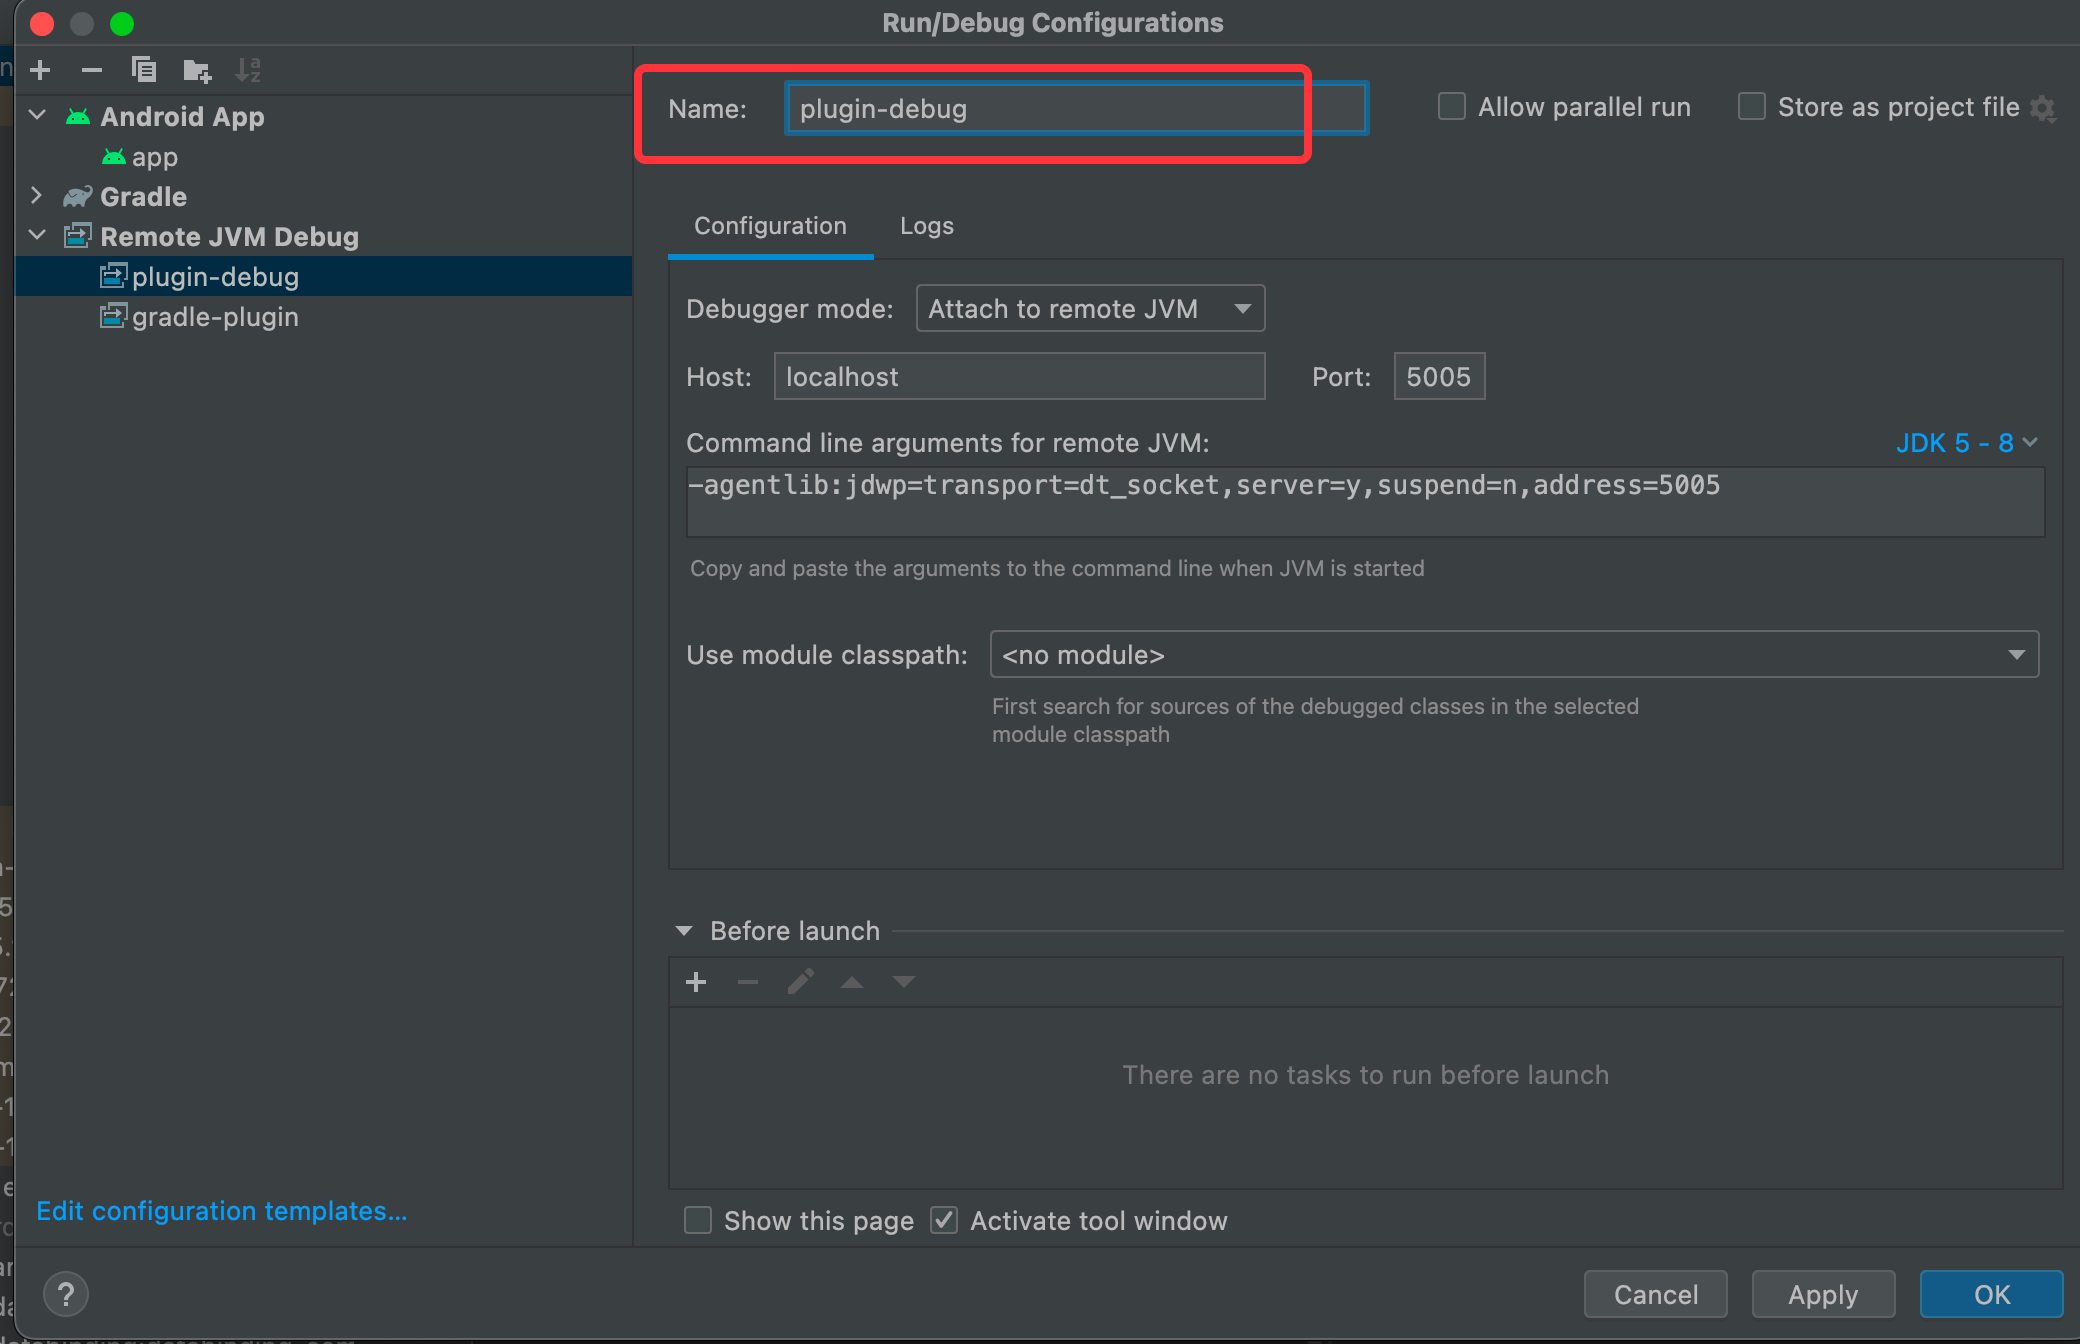 Run/Debug Configurations
Android App
app
Gradle
Remote JVM Debug
plugin-debug
gradle-plugin
Edit configuration templates...
Name: plugin-debug
Allow parallel run
Store as project file
Configuration Logs
Debugger mode: Attach to remote JVM
Host: localhost Port: 5005
Command line arguments for remote JVM: JDK 5 - 8
-agentlib:jdwp=transport=dt_socket,server=y,suspend=n,address=5005
Copy and paste the arguments to the command line when JVM is started
Use module classpath: <no module>
First search for sources of the debugged classes in the selected
module classpath
Before launch
There are no tasks to run before launch
Show this page Activate tool window
?
Cancel Apply OK